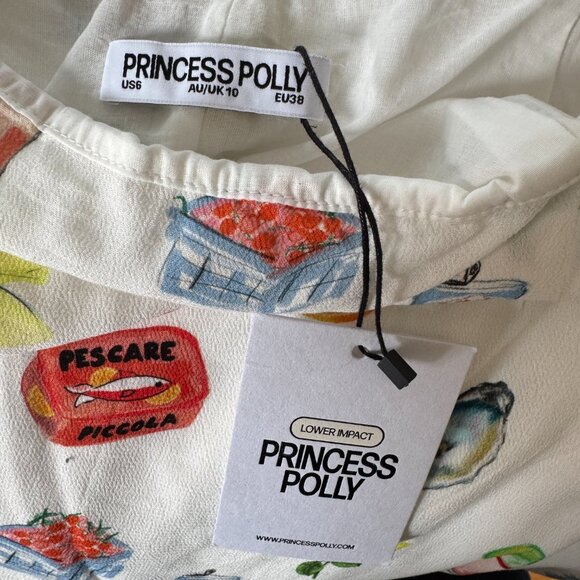 PRINCESS POLLY
US6 AU/UK 10 EU38
PESCARE
PICCOLA
LOWER IMPACT
PRINCESS
POLLY
WWW.PRINCESSPOLLY.COM